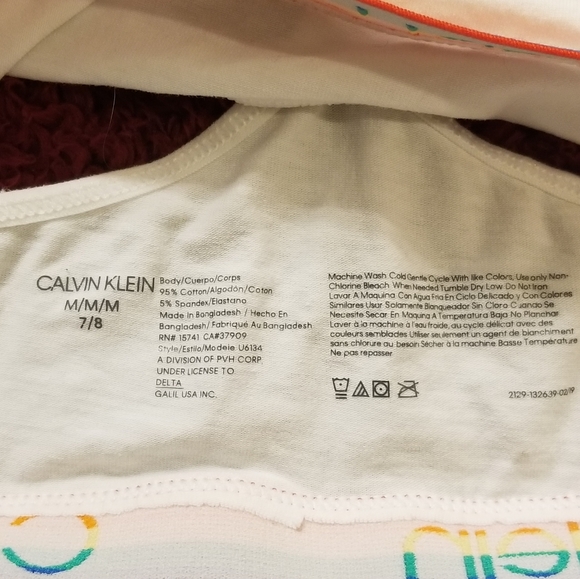 CALVIN KLEIN
M/M/M
7/8
Body/Cuerpo/Corps
95% Cotton/Algodón/Coton
5% Spandex/Elastano
Made in Bangladesh / Hecho En
Bangladesh/ Fabriqué Au Bangladesh
RN# 15741 CA#37909
Style/Estilo/Modele U6134
A DIVISION OF PVH CORP.
UNDER LICENSE TO
DELTA
GALIL USA INC.
Machine Wash Cold Gentle Cycle With like Colors, Use only Non-
Chlorine Bleach When Needed Tumble Dry Low Do Not Iron
Lavar A Maquina Con Agua Fria En Ciclo Delicado y Con Colores
Similares Usar Solamente Blanqueador Sin Cloro Cuando Se
Necesite Secar En Maquina A Temperatura Baja No Planchar
Laver à la machine à l'eau froide, au cycle délicat avec des
couleurs semblables Utiliser seulement un agent de blanchiment
sans chlorure au besoin Sécher à la machine Basse Température
Ne pas repasser
2129-132639-02/19
C
lein